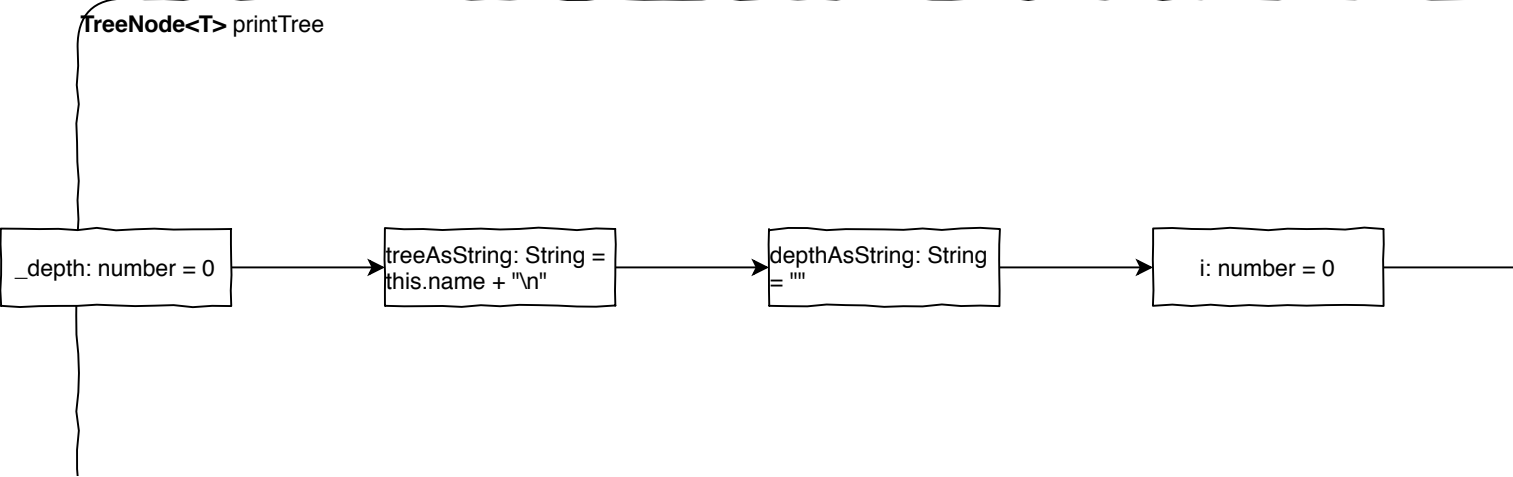 TreeNode<T> printTree
_depth: number = 0
treeAsString: String =
this.name + "\n"
depthAsString: String
= ""
i: number = 0